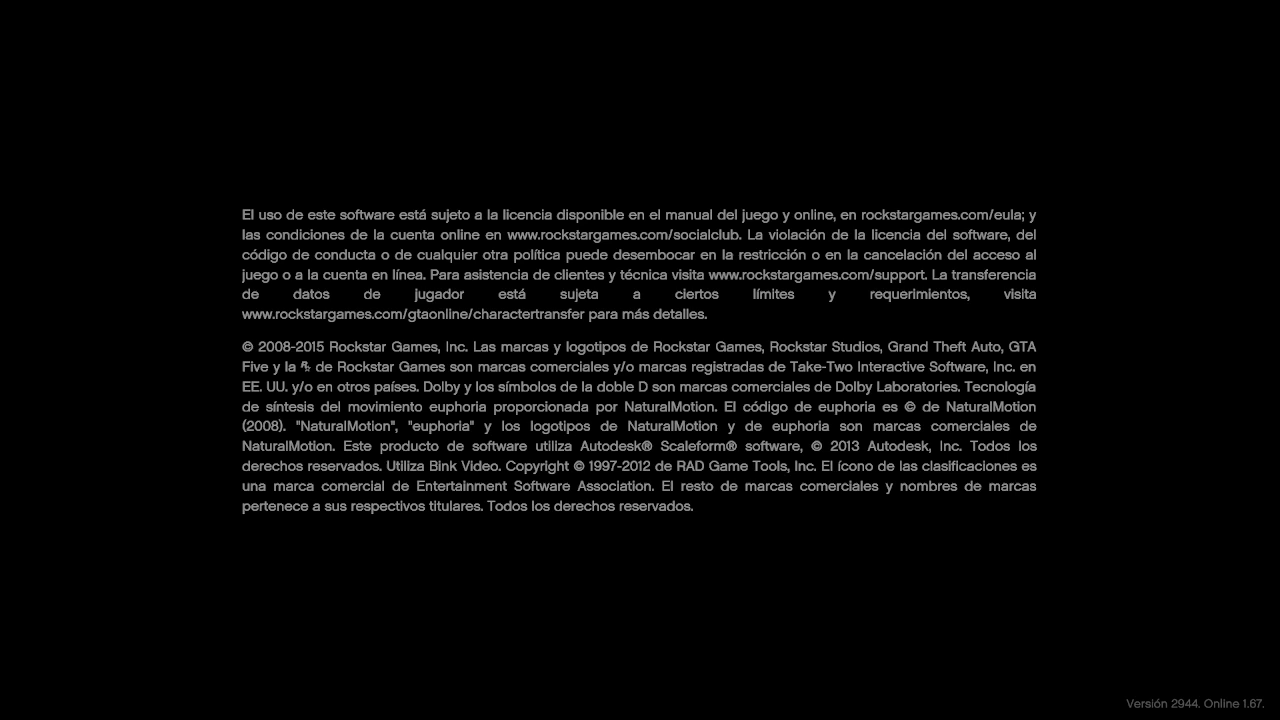 El uso de este software está sujeto a la licencia disponible en el manual del juego y online, en rockstargames.com/eula; y
las condiciones de la cuenta online en www.rockstargames.com/socialclub. La violación de la licencia del software, del
código de conducta o de cualquier otra política puede desembocar en la restricción o en la cancelación del acceso al
juego o a la cuenta en línea. Para asistencia de clientes y técnica visita www.rockstargames.com/support. La transferencia
de datos de jugador está sujeta a ciertos límites y requerimientos, visita
www.rockstargames.com/gtaonline/charactertransfer para más detalles.
© 2008-2015 Rockstar Games, Inc. Las marcas y logotipos de Rockstar Games, Rockstar Studios, Grand Theft Auto, GTA
Five y la R* de Rockstar Games son marcas comerciales y/o marcas registradas de Take-Two Interactive Software, Inc. en
EE. UU. y/o en otros países. Dolby y los símbolos de la doble D son marcas comerciales de Dolby Laboratories. Tecnología
de síntesis del movimiento euphoria proporcionada por NaturalMotion. El código de euphoria es © de NaturalMotion
(2008). "NaturalMotion", "euphoria" y los logotipos de NaturalMotion y de euphoria son marcas comerciales de
NaturalMotion. Este producto de software utiliza Autodesk® Scaleform® software, © 2013 Autodesk, Inc. Todos los
derechos reservados. Utiliza Bink Video. Copyright © 1997-2012 de RAD Game Tools, Inc. El ícono de las clasificaciones es
una marca comercial de Entertainment Software Association. El resto de marcas comerciales y nombres de marcas
pertenece a sus respectivos titulares. Todos los derechos reservados.
Versión 2944. Online 1.67.